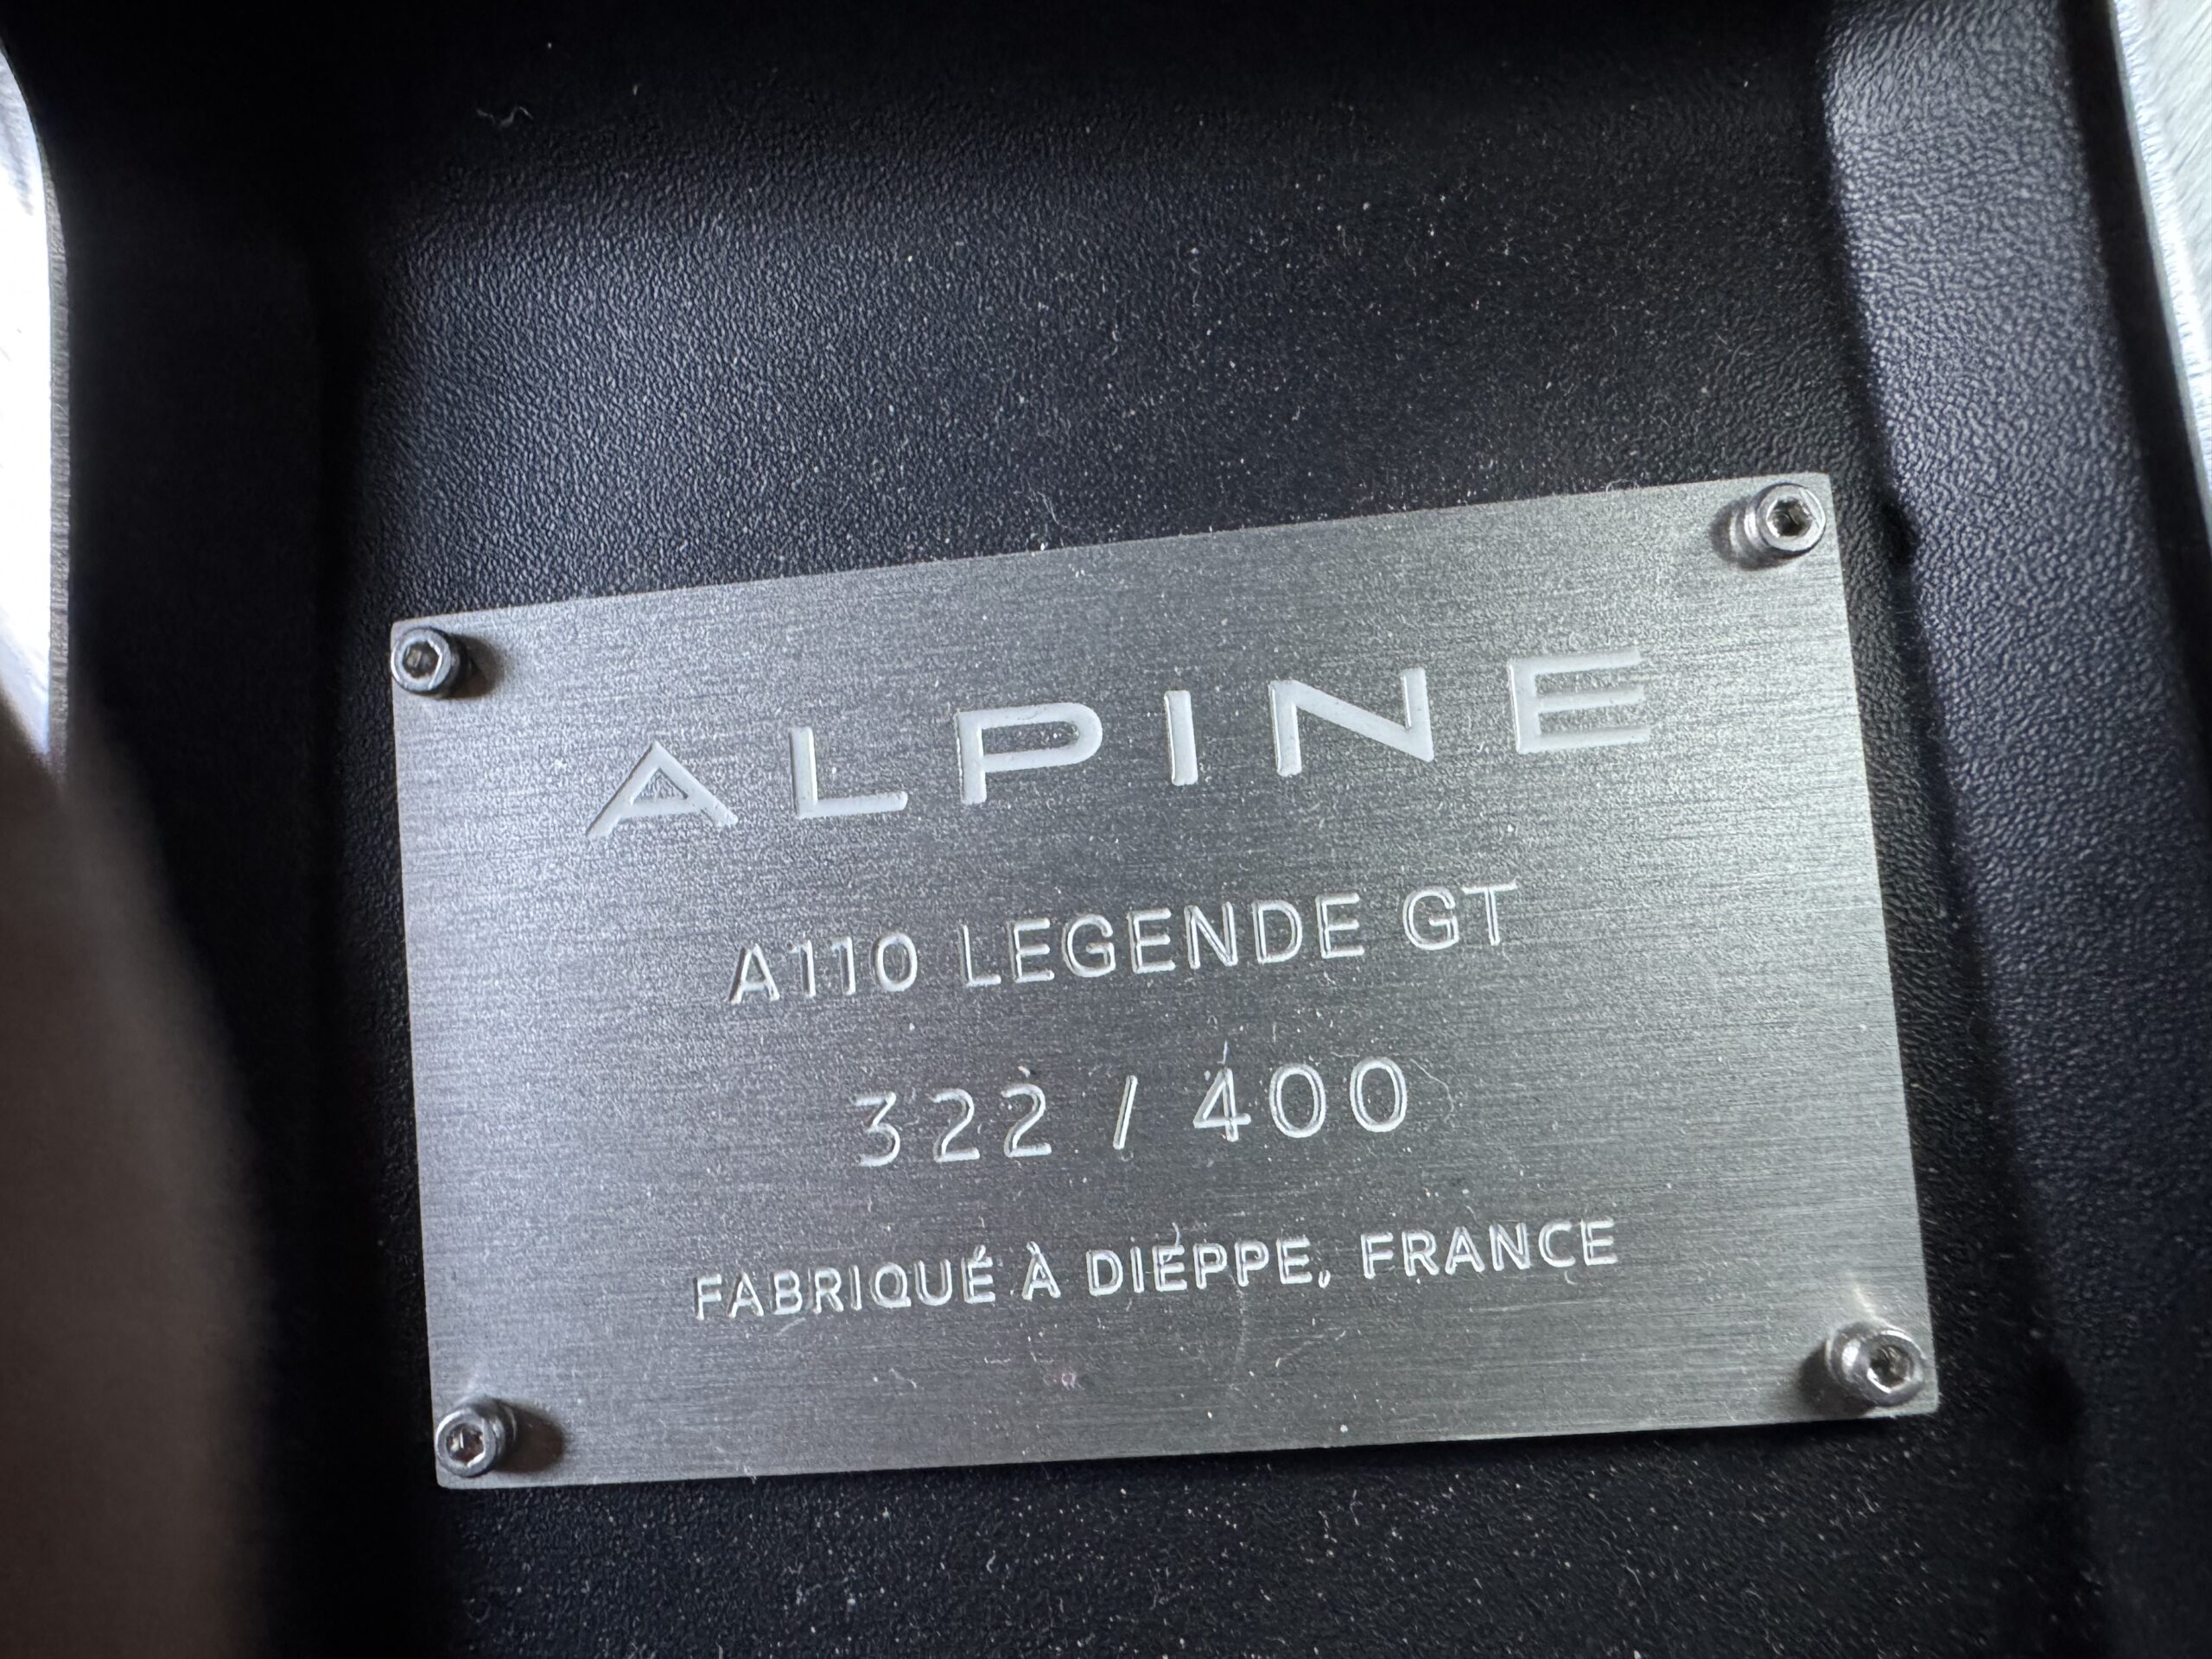 ALPINE
A110 LEGENDE GT
322 / 400
FABRIQUÉ À DIEPPE, FRANCE